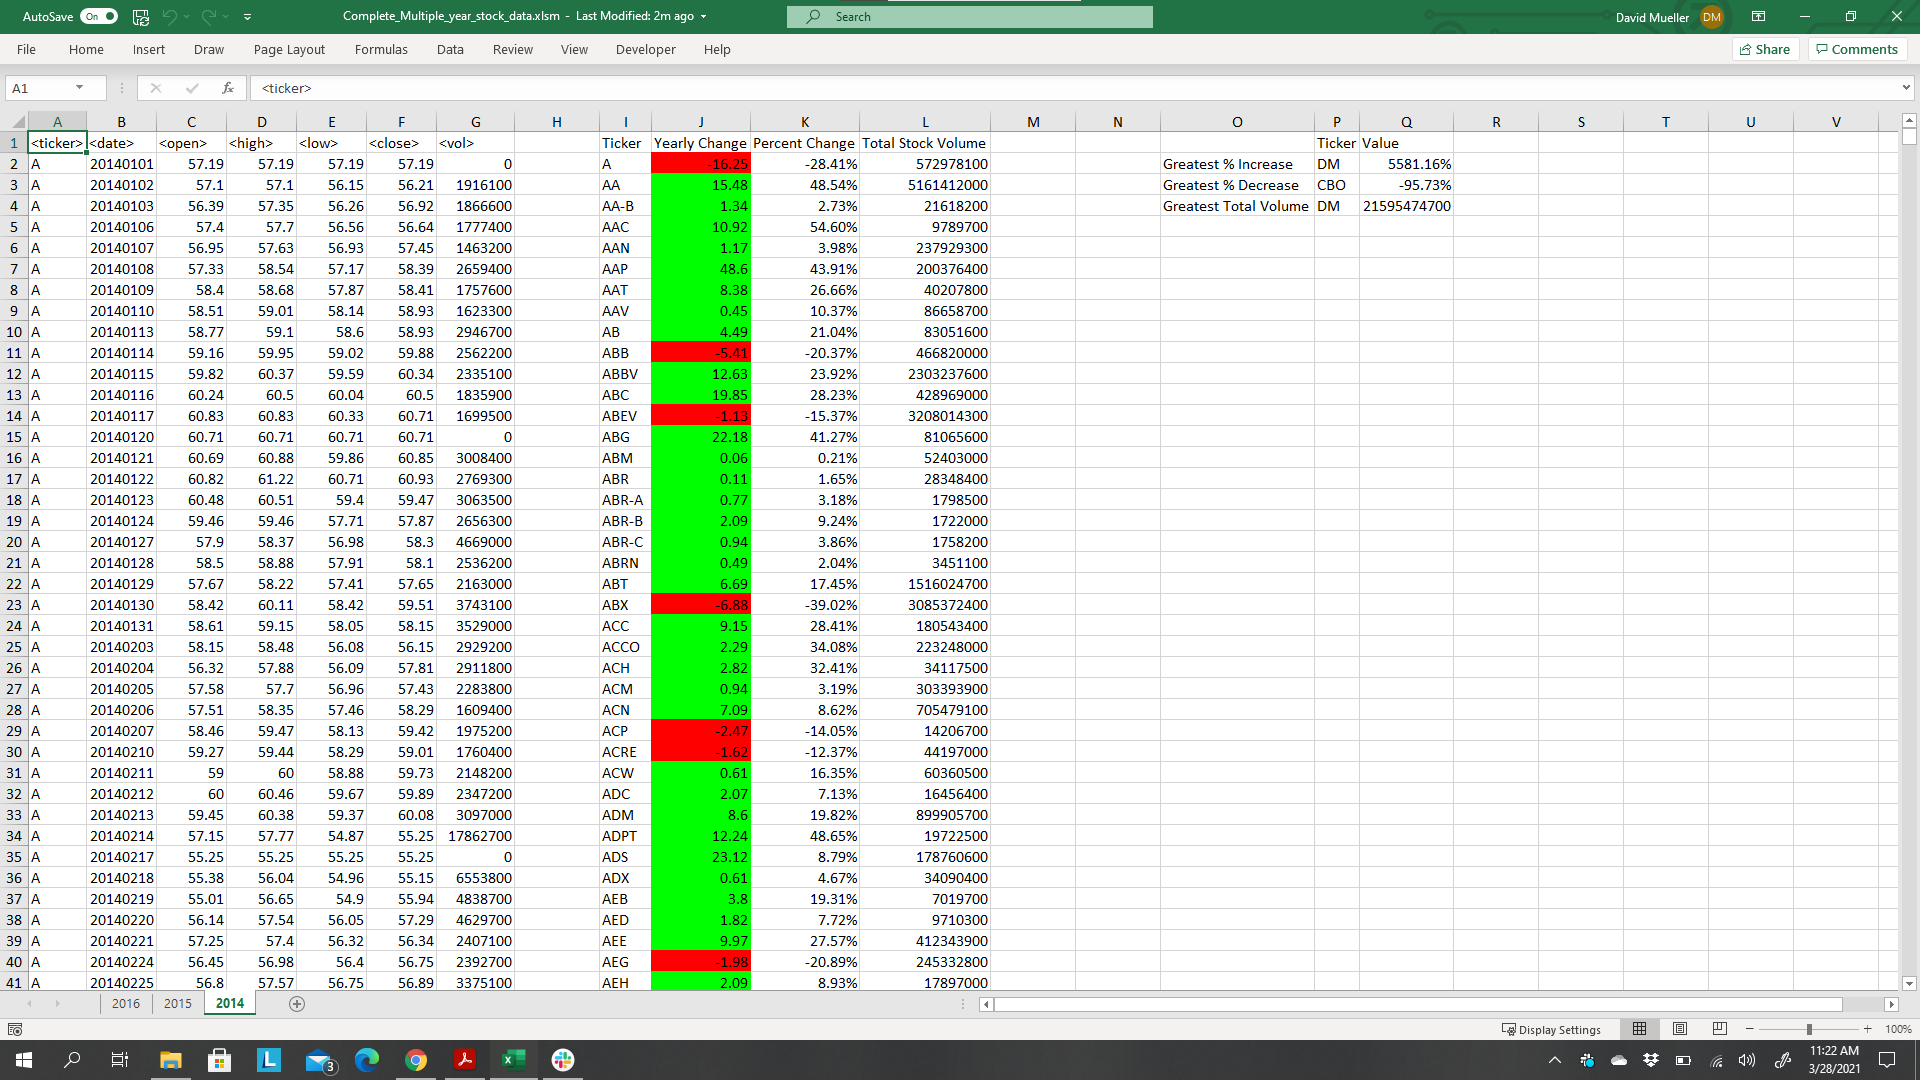 AutoSave On Complete_Multiple_year_stock_data.xlsm - Last Modified: 2m ago Search David Mueller DM
File Home Insert Draw Page Layout Formulas Data Review View Developer Help Share Comments
A1 fx <ticker>
A B C D E F G H I J K L M N O P Q R S T U V
1 <ticker> <date> <open> <high> <low> <close> <vol> Ticker Yearly Change Percent Change Total Stock Volume Ticker Value
2 A 20140101 57.19 57.19 57.19 57.19 0 A -16.25 -28.41% 572978100 Greatest % Increase DM 5581.16%
3 A 20140102 57.1 57.1 56.15 56.21 1916100 AA 15.48 48.54% 5161412000 Greatest % Decrease CBO -95.73%
4 A 20140103 56.39 57.35 56.26 56.92 1866600 AA-B 1.34 2.73% 21618200 Greatest Total Volume DM 21595474700
5 A 20140106 57.4 57.7 56.56 56.64 1777400 AAC 10.92 54.60% 9789700
6 A 20140107 56.95 57.63 56.93 57.45 1463200 AAN 1.17 3.98% 237929300
7 A 20140108 57.33 58.54 57.17 58.39 2659400 AAP 48.6 43.91% 200376400
8 A 20140109 58.4 58.68 57.87 58.41 1757600 AAT 8.38 26.66% 40207800
9 A 20140110 58.51 59.01 58.14 58.93 1623300 AAV 0.45 10.37% 86658700
10 A 20140113 58.77 59.1 58.6 58.93 2946700 AB 4.49 21.04% 83051600
11 A 20140114 59.16 59.95 59.02 59.88 2562200 ABB -5.41 -20.37% 466820000
12 A 20140115 59.82 60.37 59.59 60.34 2335100 ABBV 12.63 23.92% 2303237600
13 A 20140116 60.24 60.5 60.04 60.5 1835900 ABC 19.85 28.23% 428969000
14 A 20140117 60.83 60.83 60.33 60.71 1699500 ABEV -1.13 -15.37% 3208014300
15 A 20140120 60.71 60.71 60.71 60.71 0 ABG 22.18 41.27% 81065600
16 A 20140121 60.69 60.88 59.86 60.85 3008400 ABM 0.06 0.21% 52403000
17 A 20140122 60.82 61.22 60.71 60.93 2769300 ABR 0.11 1.65% 28348400
18 A 20140123 60.48 60.51 59.4 59.47 3063500 ABR-A 0.77 3.18% 1798500
19 A 20140124 59.46 59.46 57.71 57.87 2656300 ABR-B 2.09 9.24% 1722000
20 A 20140127 57.9 58.37 56.98 58.3 4669000 ABR-C 0.94 3.86% 1758200
21 A 20140128 58.5 58.88 57.91 58.1 2536200 ABRN 0.49 2.04% 3451100
22 A 20140129 57.67 58.22 57.41 57.65 2163000 ABT 6.69 17.45% 1516024700
23 A 20140130 58.42 60.11 58.42 59.51 3743100 ABX -6.88 -39.02% 3085372400
24 A 20140131 58.61 59.15 58.05 58.15 3529000 ACC 9.15 28.41% 180543400
25 A 20140203 58.15 58.48 56.08 56.15 2929200 ACCO 2.29 34.08% 223248000
26 A 20140204 56.32 57.88 56.09 57.81 2911800 ACH 2.82 32.41% 34117500
27 A 20140205 57.58 57.7 56.96 57.43 2283800 ACM 0.94 3.19% 303393900
28 A 20140206 57.51 58.35 57.46 58.29 1609400 ACN 7.09 8.62% 705479100
29 A 20140207 58.46 59.47 58.13 59.42 1975200 ACP -2.47 -14.05% 14206700
30 A 20140210 59.27 59.44 58.29 59.01 1760400 ACRE -1.62 -12.37% 44197000
31 A 20140211 59 60 58.88 59.73 2148200 ACW 0.61 16.35% 60360500
32 A 20140212 60 60.46 59.67 59.89 2347200 ADC 2.07 7.13% 16456400
33 A 20140213 59.45 60.38 59.37 60.08 3097000 ADM 8.6 19.82% 899905700
34 A 20140214 57.15 57.77 54.87 55.25 17862700 ADPT 12.24 48.65% 19722500
35 A 20140217 55.25 55.25 55.25 55.25 0 ADS 23.12 8.79% 178760600
36 A 20140218 55.38 56.04 54.96 55.15 6553800 ADX 0.61 4.67% 34090400
37 A 20140219 55.01 56.65 54.9 55.94 4838700 AEB 3.8 19.31% 7019700
38 A 20140220 56.14 57.54 56.05 57.29 4629700 AED 1.82 7.72% 9710300
39 A 20140221 57.25 57.4 56.32 56.34 2407100 AEE 9.97 27.57% 412343900
40 A 20140224 56.45 56.98 56.4 56.75 2392700 AEG -1.98 -20.89% 245332800
41 A 20140225 56.8 57.57 56.75 56.89 3375100 AEH 2.09 8.93% 17897000
2016 2015 2014
Display Settings 100%
L 3 11:22 AM
3/28/2021